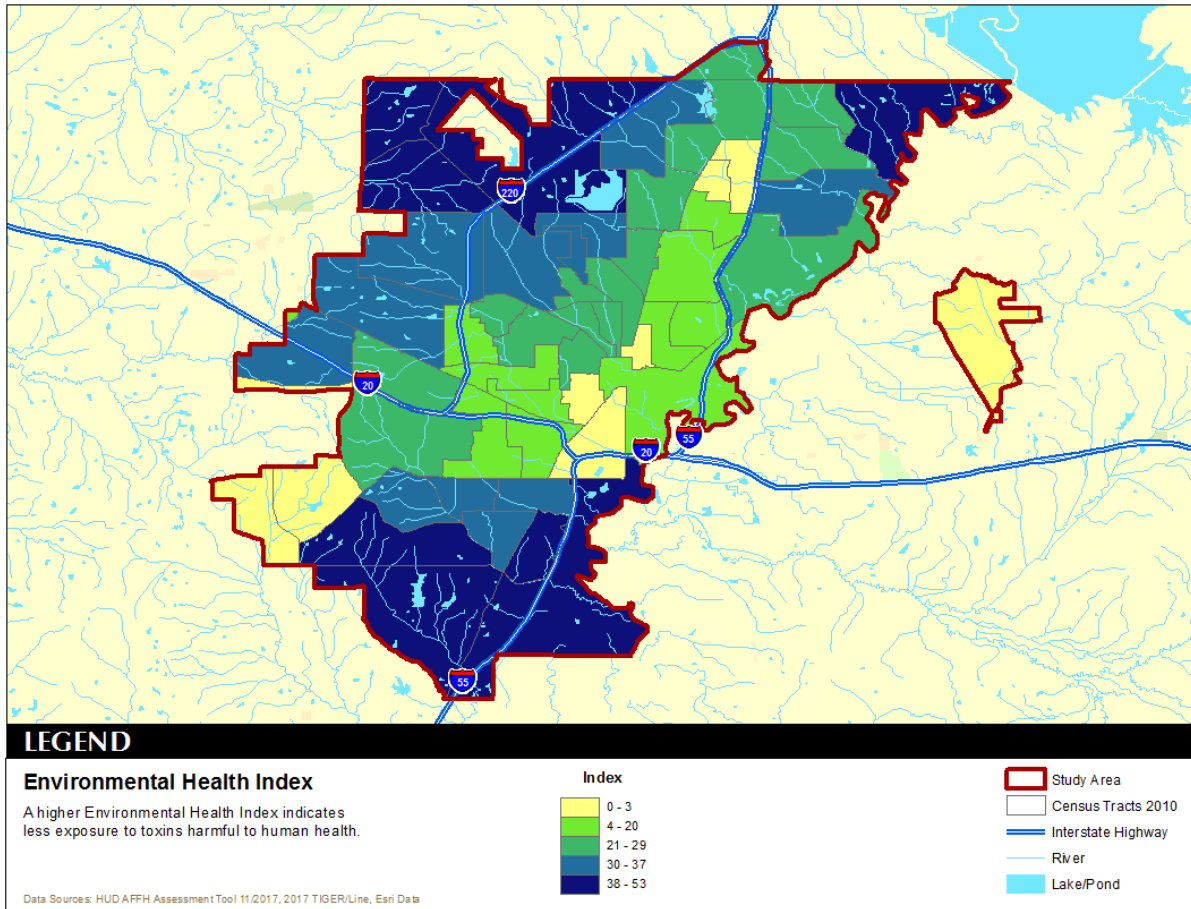 220
20
20
55
55
LEGEND
Environmental Health Index
A higher Environmental Health Index indicates
less exposure to toxins harmful to human health.
Data Sources: HUD AFFH Assessment Tool 11/2017, 2017 TIGER/Line, Esri Data
Index
0 - 3
4 - 20
21 - 29
30 - 37
38 - 53
Study Area
Census Tracts 2010
Interstate Highway
River
Lake/Pond